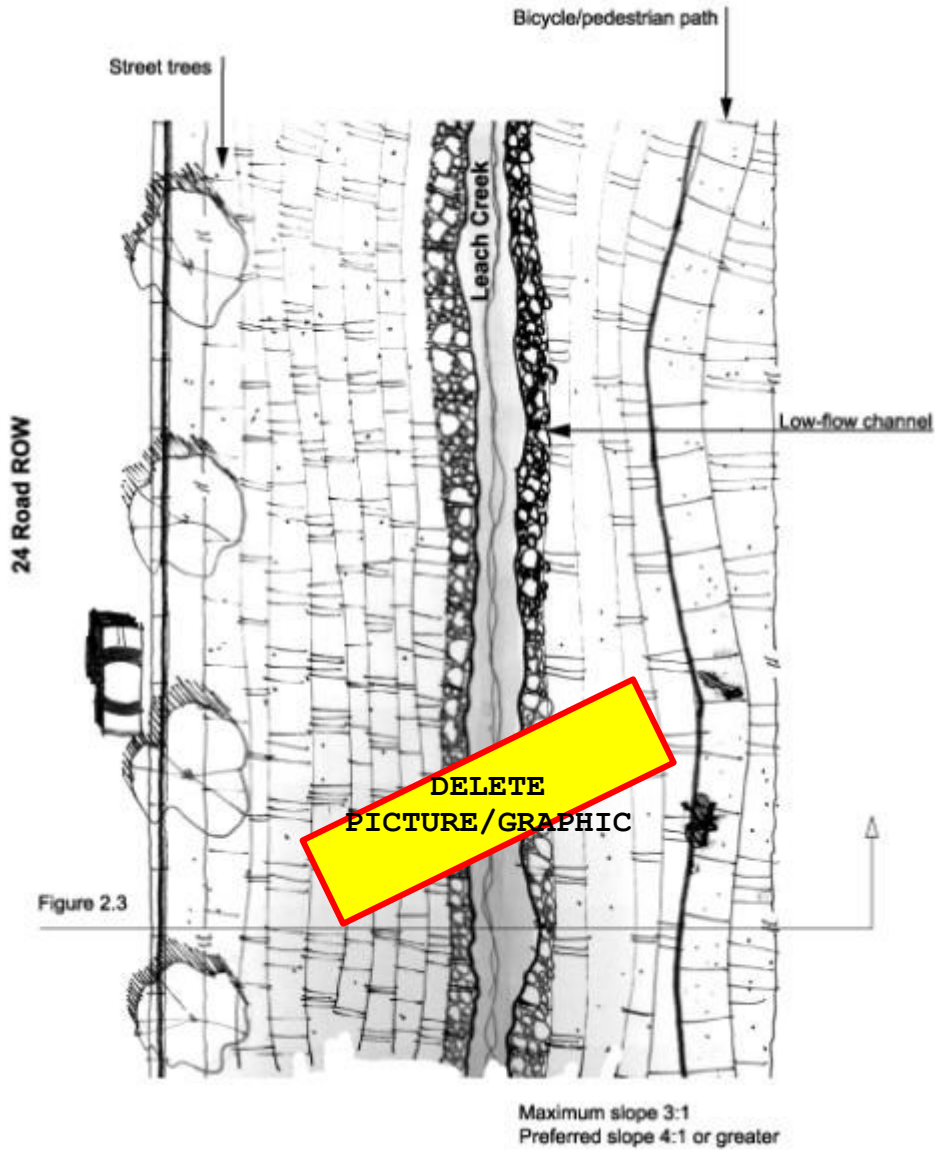 Bicycle/pedestrian path
Street trees
Leach Creek
Low-flow channel
24 Road ROW
DELETE
PICTURE/GRAPHIC
Figure 2.3
Maximum slope 3:1
Preferred slope 4:1 or greater